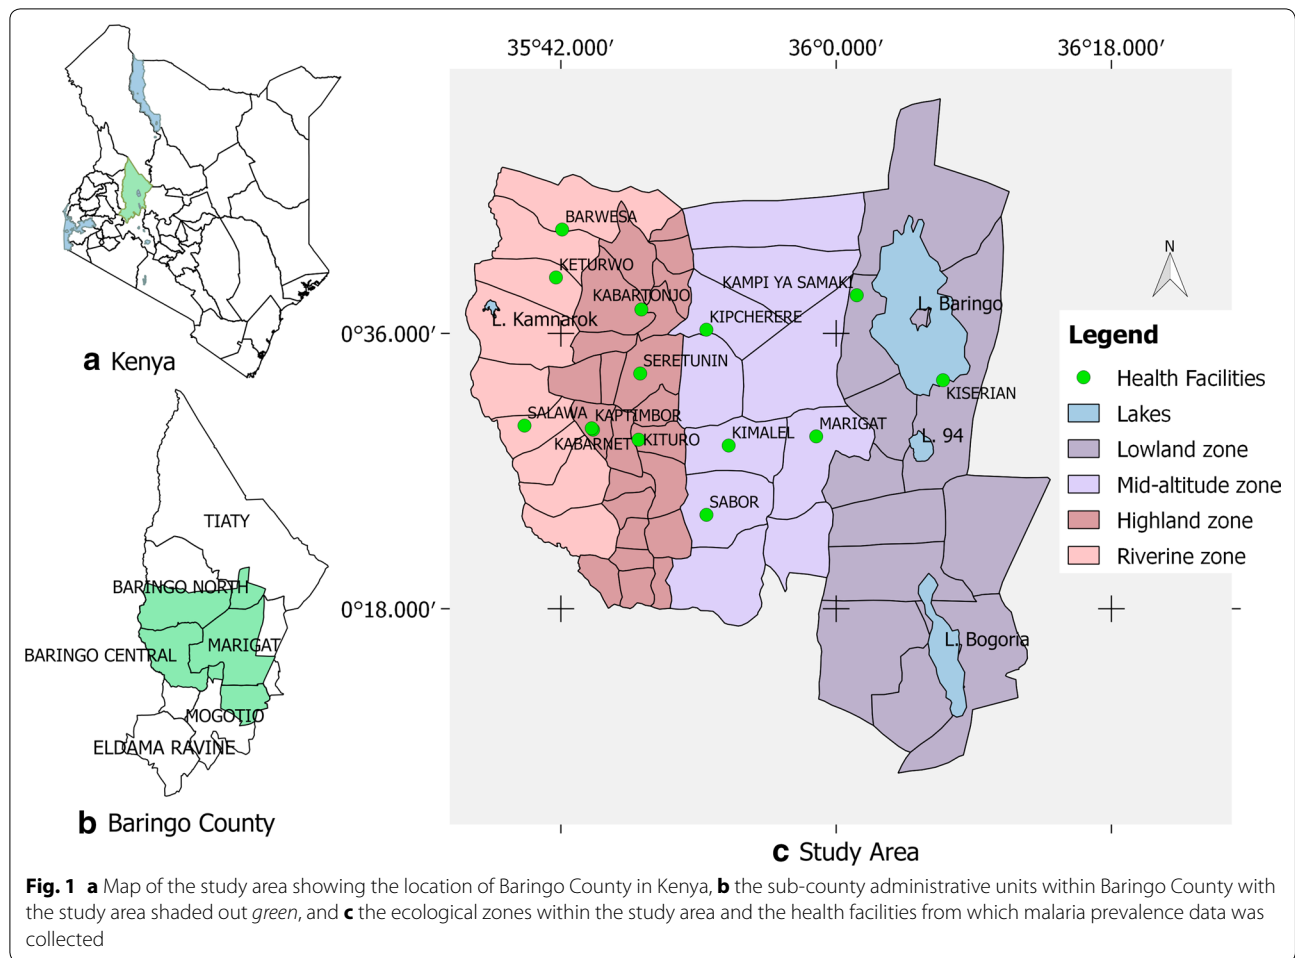 35°42.000′ 36°0.000′ 36°18.000′
0°36.000′
0°18.000′
a Kenya
TIATY
BARINGO NORTH
MARIGAT
BARINGO CENTRAL
MOGOTIO
ELDAMA RAVINE
b Baringo County
BARWESA
KETURWO
KAMPI YA SAMAKI
KABARTONJO
L. Baringo
L. Kamnarok
KIPCHERERE
SERETUNIN
KISERIAN
SALAWA
KAPTIMBOR
MARIGAT
KIMALEL
L. 94
KABARNET
KITURO
SABOR
L. Bogoria
N
Legend
Health Facilities
Lakes
Lowland zone
Mid-altitude zone
Highland zone
Riverine zone
c Study Area
Fig. 1 a Map of the study area showing the location of Baringo County in Kenya, b the sub-county administrative units within Baringo County with
the study area shaded out green, and c the ecological zones within the study area and the health facilities from which malaria prevalence data was
collected